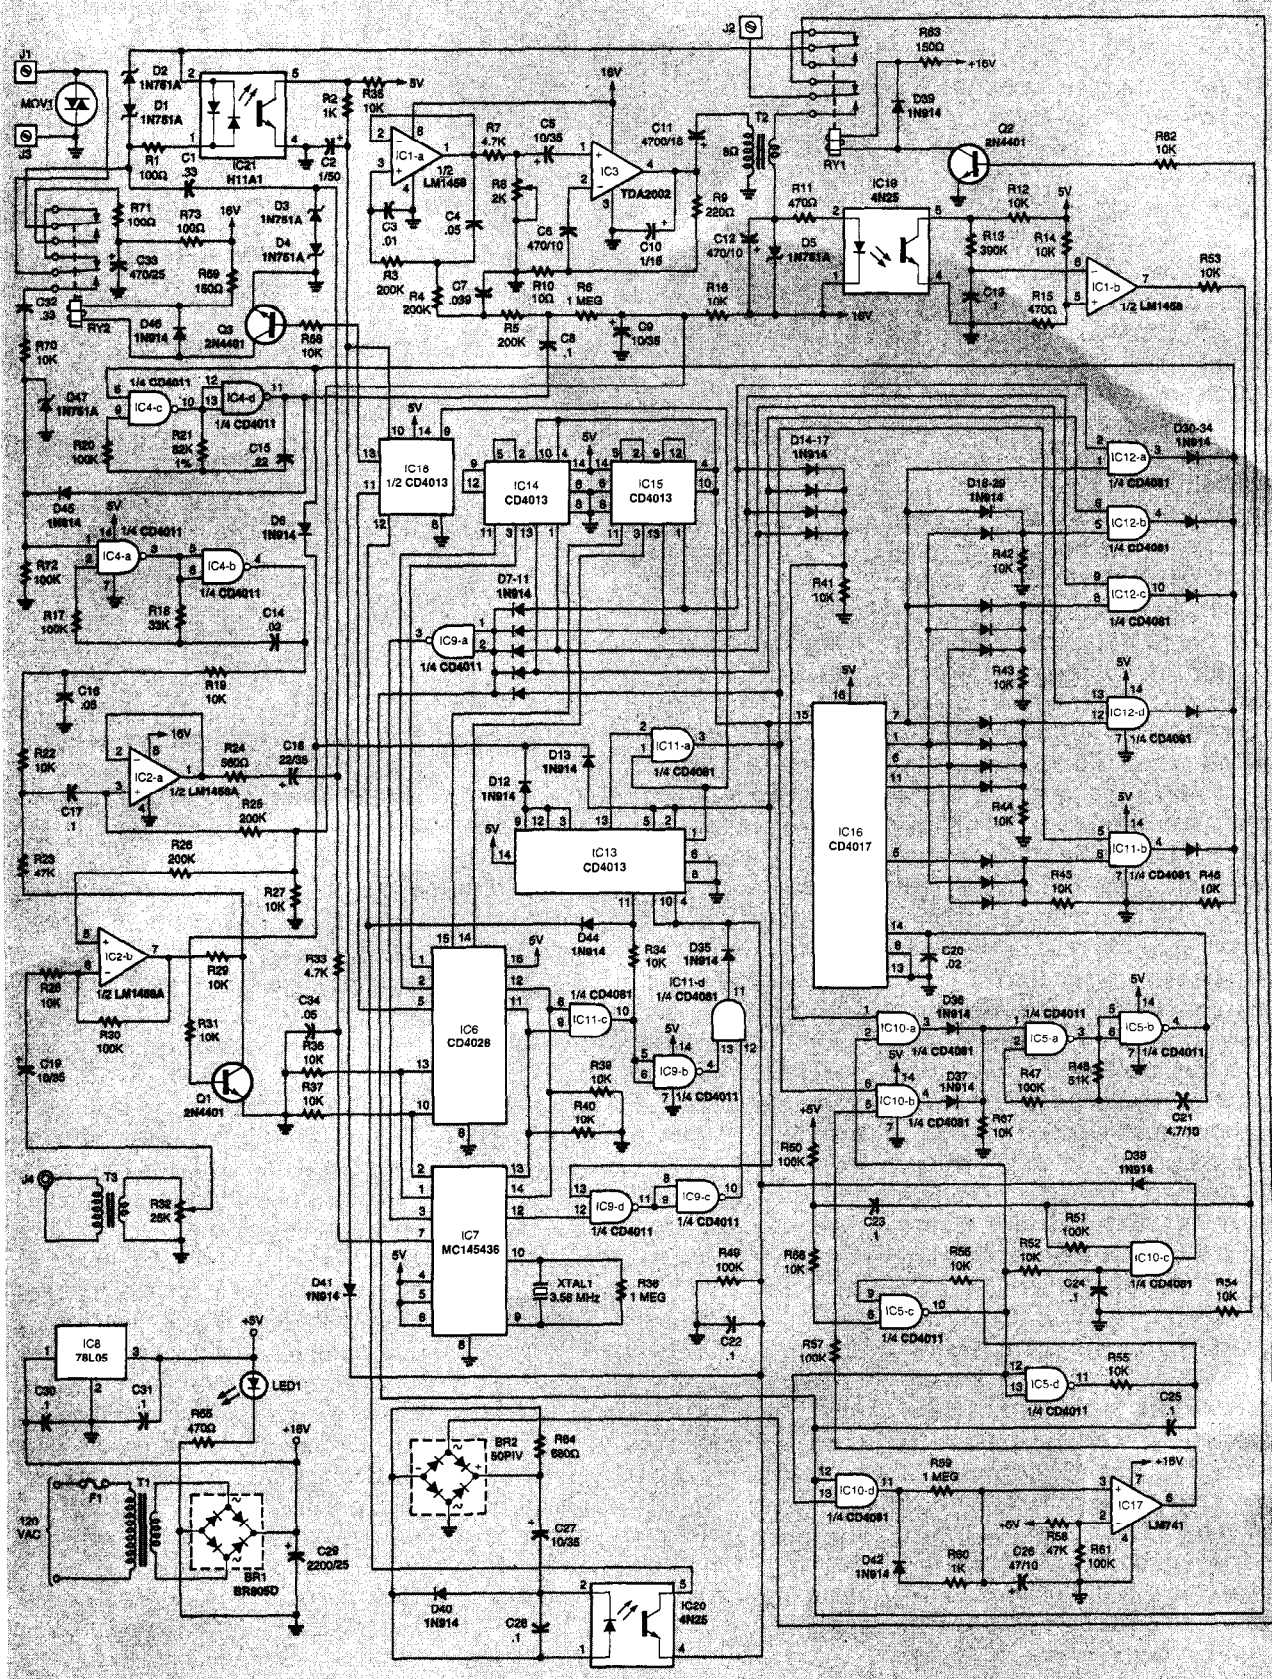 J1
MOV1
J3
D2
1N751A
D1
1N751A
R1
100Ω
C1
.33
IC21
H11A1
R2
1K
C2
1/50
R35
10K
5V
IC1-a
1/2
LM1458
R7
4.7K
C5
10/35
16V
IC3
TDA2002
C11
4700/16
T2
8Ω
J2
RY1
R63
150Ω
+16V
D39
1N914
Q2
2N4401
R62
10K
R71
100Ω
R73
100Ω
16V
C33
470/25
R69
150Ω
D3
1N751A
D4
1N751A
C3
.01
R3
200K
C4
.05
R4
200K
R8
2K
C6
470/10
C7
.039
R10
10Ω
R5
200K
R6
1 MEG
C8
.1
C9
10/35
C10
1/16
R9
220Ω
C12
470/10
R16
10K
R11
470Ω
D5
1N751A
IC19
4N25
16V
R12
10K
5V
R13
390K
R14
10K
C13
.1
R15
470Ω
IC1-b
1/2 LM1458
R53
10K
C32
.33
RY2
D46
1N914
Q3
2N4401
R68
10K
R70
10K
D47
1N751A
1/4 CD4011
IC4-c
IC4-d
1/4 CD4011
R20
100K
R21
82K
1%
C15
.22
D45
1N914
5V
1/4 CD4011
IC4-a
IC4-b
1/4 CD4011
D6
1N914
R72
100K
R17
100K
R18
33K
C14
.02
5V
IC18
1/2 CD4013
IC14
CD4013
5V
IC15
CD4013
D14-17
1N914
D18-29
1N914
D30-34
1N914
IC12-a
1/4 CD4081
IC12-b
1/4 CD4081
IC12-c
1/4 CD4081
R41
10K
R42
10K
R43
10K
D7-11
1N914
IC9-a
1/4 CD4011
R19
10K
C16
.05
R22
10K
IC2-a
16V
1/2 LM1458A
R24
560Ω
C18
22/35
C17
.1
R25
200K
R23
47K
R26
200K
R27
10K
D12
1N914
D13
1N914
IC11-a
1/4 CD4081
5V
IC13
CD4013
5V
IC16
CD4017
5V
IC12-d
1/4 CD4081
R44
10K
5V
IC11-b
1/4 CD4081
R45
10K
R46
10K
IC2-b
1/2 LM1458A
R28
10K
R29
10K
R30
100K
R31
10K
C19
10/35
Q1
2N4401
R33
4.7K
C34
.05
R36
10K
R37
10K
D44
1N914
5V
IC6
CD4028
R34
10K
D35
1N914
1/4 CD4081
IC11-c
IC11-d
1/4 CD4081
5V
IC9-b
1/4 CD4011
R39
10K
R40
10K
C20
.02
IC10-a
1/4 CD4081
D36
1N914
5V
IC10-b
1/4 CD4081
D37
1N914
R67
10K
1/4 CD4011
IC5-a
5V
IC5-b
1/4 CD4011
R47
100K
R48
51K
C21
4.7/10
J4
T3
R32
25K
IC7
MC145436
5V
IC9-d
1/4 CD4011
IC9-c
1/4 CD4011
XTAL1
3.58 MHz
R38
1 MEG
R49
100K
C22
.1
D41
1N914
+5V
R50
100K
C23
.1
D38
1N914
R51
100K
R52
10K
IC10-c
1/4 CD4081
C24
.1
R54
10K
R66
10K
R56
10K
IC5-c
1/4 CD4011
R57
100K
IC5-d
1/4 CD4011
R55
10K
C25
.1
IC8
78L05
+5V
C30
.1
C31
.1
LED1
R65
470Ω
+16V
120
VAC
F1
T1
BR1
BR805D
C29
2200/25
BR2
50PIV
R64
680Ω
C27
10/35
D40
1N914
C28
.1
IC20
4N25
IC10-d
1/4 CD4081
R59
1 MEG
D42
1N914
R60
1K
+5V
R58
47K
C26
47/10
R61
100K
IC17
LM741
+16V